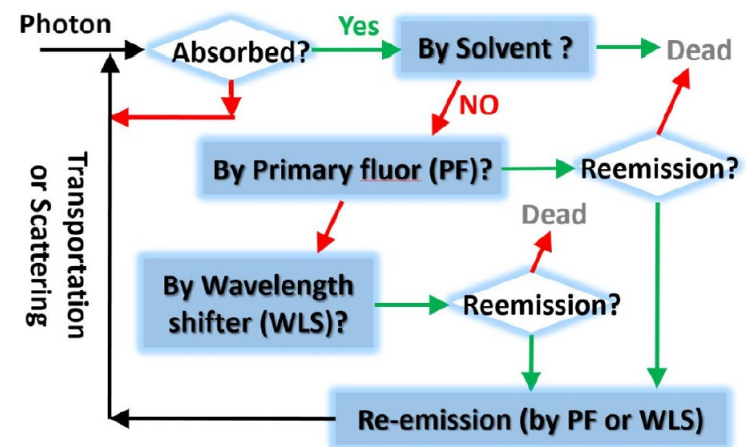 Photon
Absorbed?
Yes
By Solvent ?
Dead
NO
Transportation
or Scattering
By Primary fluor (PF)?
Reemission?
Dead
By Wavelength
shifter (WLS)?
Reemission?
Re-emission (by PF or WLS)